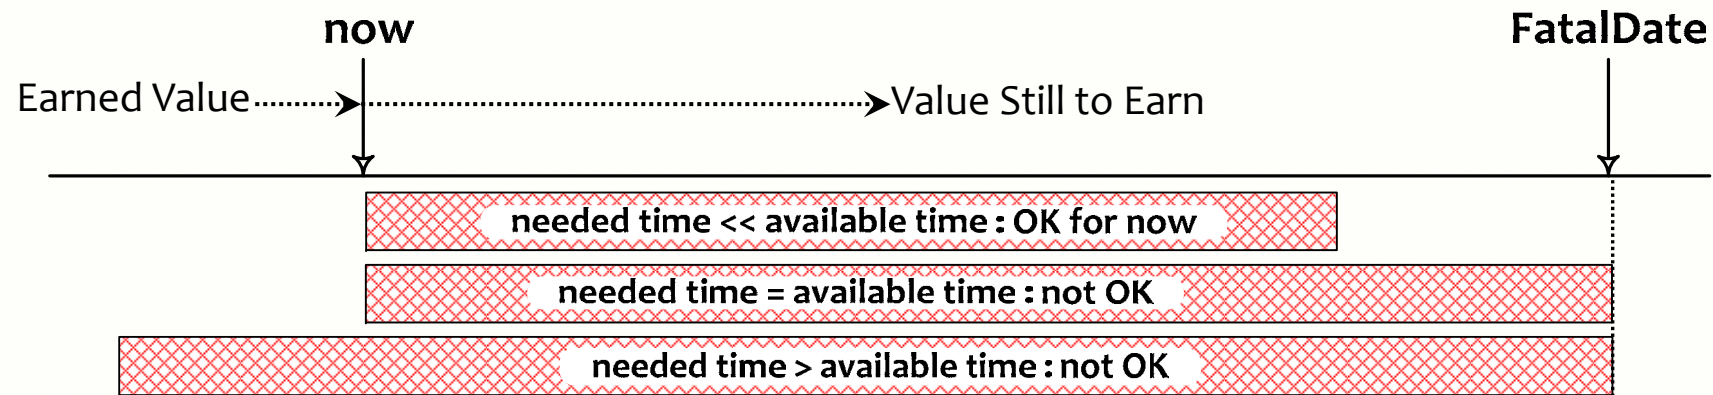 now
FatalDate
Earned Value
Value Still to Earn
needed time << available time : OK for now
needed time = available time : not OK
needed time > available time : not OK